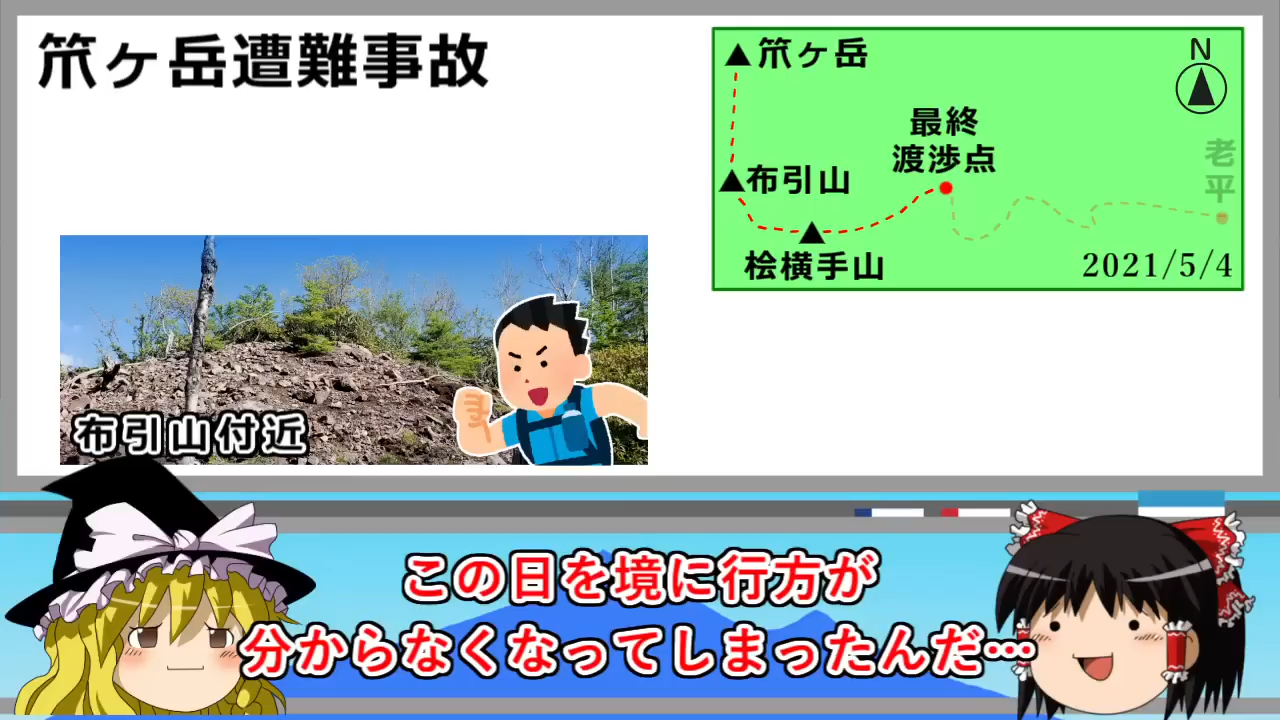 笊ヶ岳遭難事故
笊ヶ岳
N
最終
渡渉点
老平
布引山
桧横手山
2021/5/4
布引山付近
この日を境に行方が
分からなくなってしまったんだ…